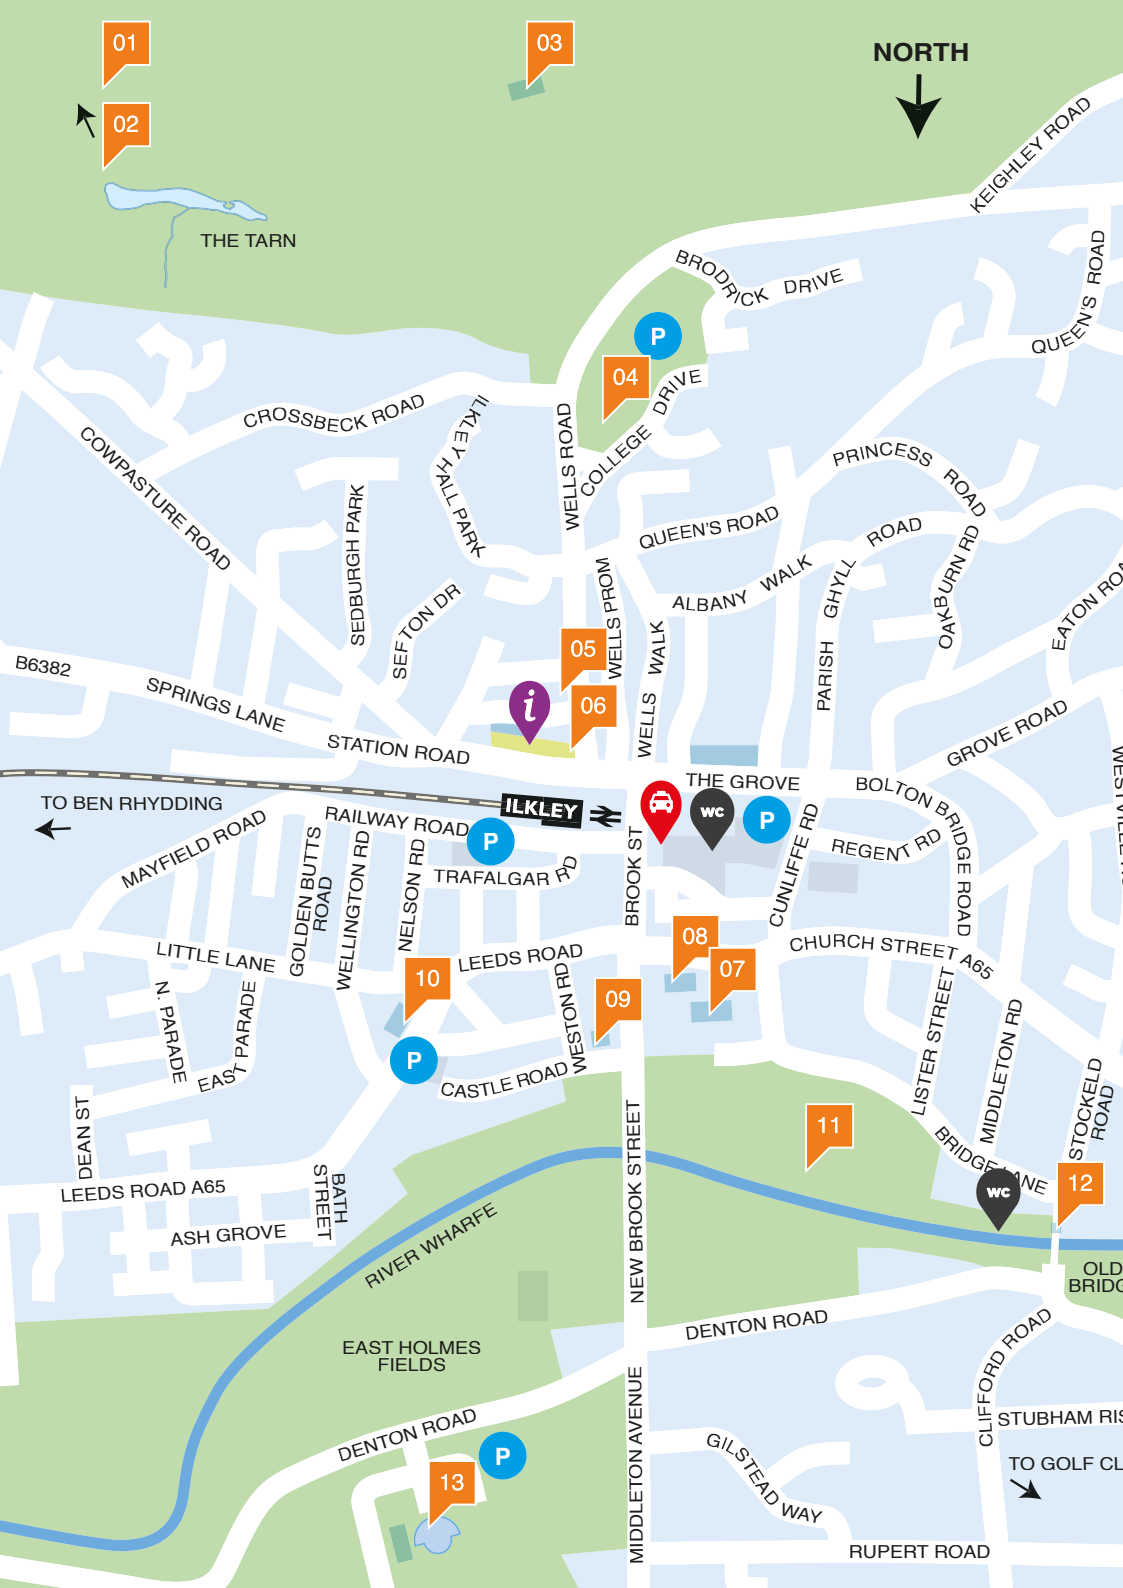 01
03
NORTH
02
KEIGHLEY ROAD
THE TARN
BRODRICK DRIVE
QUEEN'S ROAD
P
04
COLLEGE DRIVE
CROSSBECK ROAD
ILKLEY HALL PARK
WELLS ROAD
COWPASTURE ROAD
PRINCESS ROAD
SEDBURGH PARK
QUEEN'S ROAD
ROAD
GHYLL
PARISH
ALBANY WALK
WELLS PROM
OAKBURN RD
EATON ROA
SEFTON DR
05
WELLS WALK
B6382
SPRINGS LANE
i
06
STATION ROAD
GROVE ROAD
WESTVILLE
THE GROVE
BOLTON BRIDGE ROAD
TO BEN RHYDDING
ILKLEY
WC
P
RAILWAY ROAD
P
MAYFIELD ROAD
GOLDEN BUTTS
ROAD
WELLINGTON RD
NELSON RD
TRAFALGAR RD
BROOK ST
CUNLIFFE RD
REGENT RD
LITTLE LANE
LEEDS ROAD
08
07
CHURCH STREET A65
10
09
N. PARADE
EAST PARADE
WESTON RD
LISTER STREET
MIDDLETON RD
P
CASTLE ROAD
STOCKELD
ROAD
DEAN ST
NEW BROOK STREET
11
BRIDGE LANE
LEEDS ROAD A65
BATH
STREET
WC
12
ASH GROVE
RIVER WHARFE
OLD
BRIDG
EAST HOLMES
FIELDS
DENTON ROAD
CLIFFORD ROAD
MIDDLETON AVENUE
DENTON ROAD
STUBHAM RIS
GILSTEAD WAY
P
TO GOLF CL
13
RUPERT ROAD